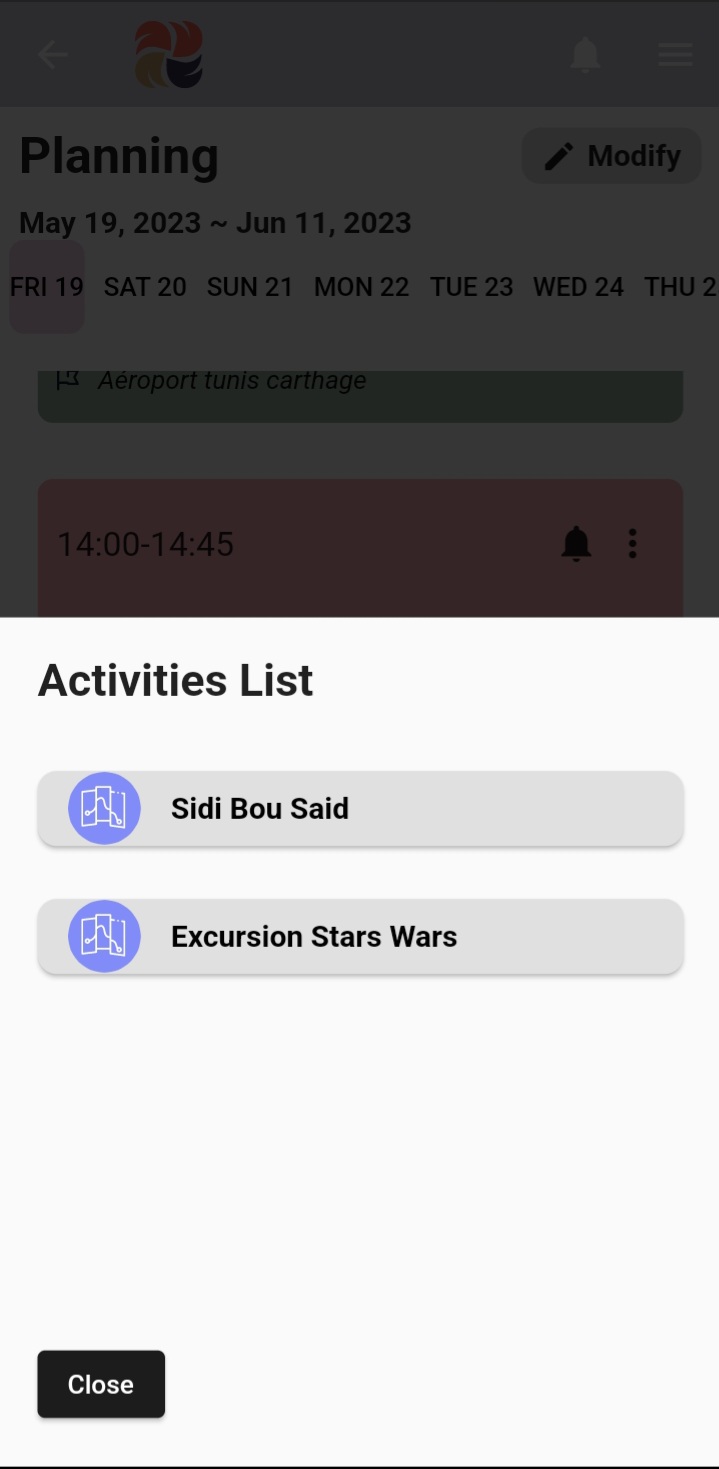 Planning
Modify
May 19, 2023 ~ Jun 11, 2023
FRI 19 SAT 20 SUN 21 MON 22 TUE 23 WED 24 THU 2
Aéroport tunis carthage
14:00-14:45
Activities List
Sidi Bou Said
Excursion Stars Wars
Close